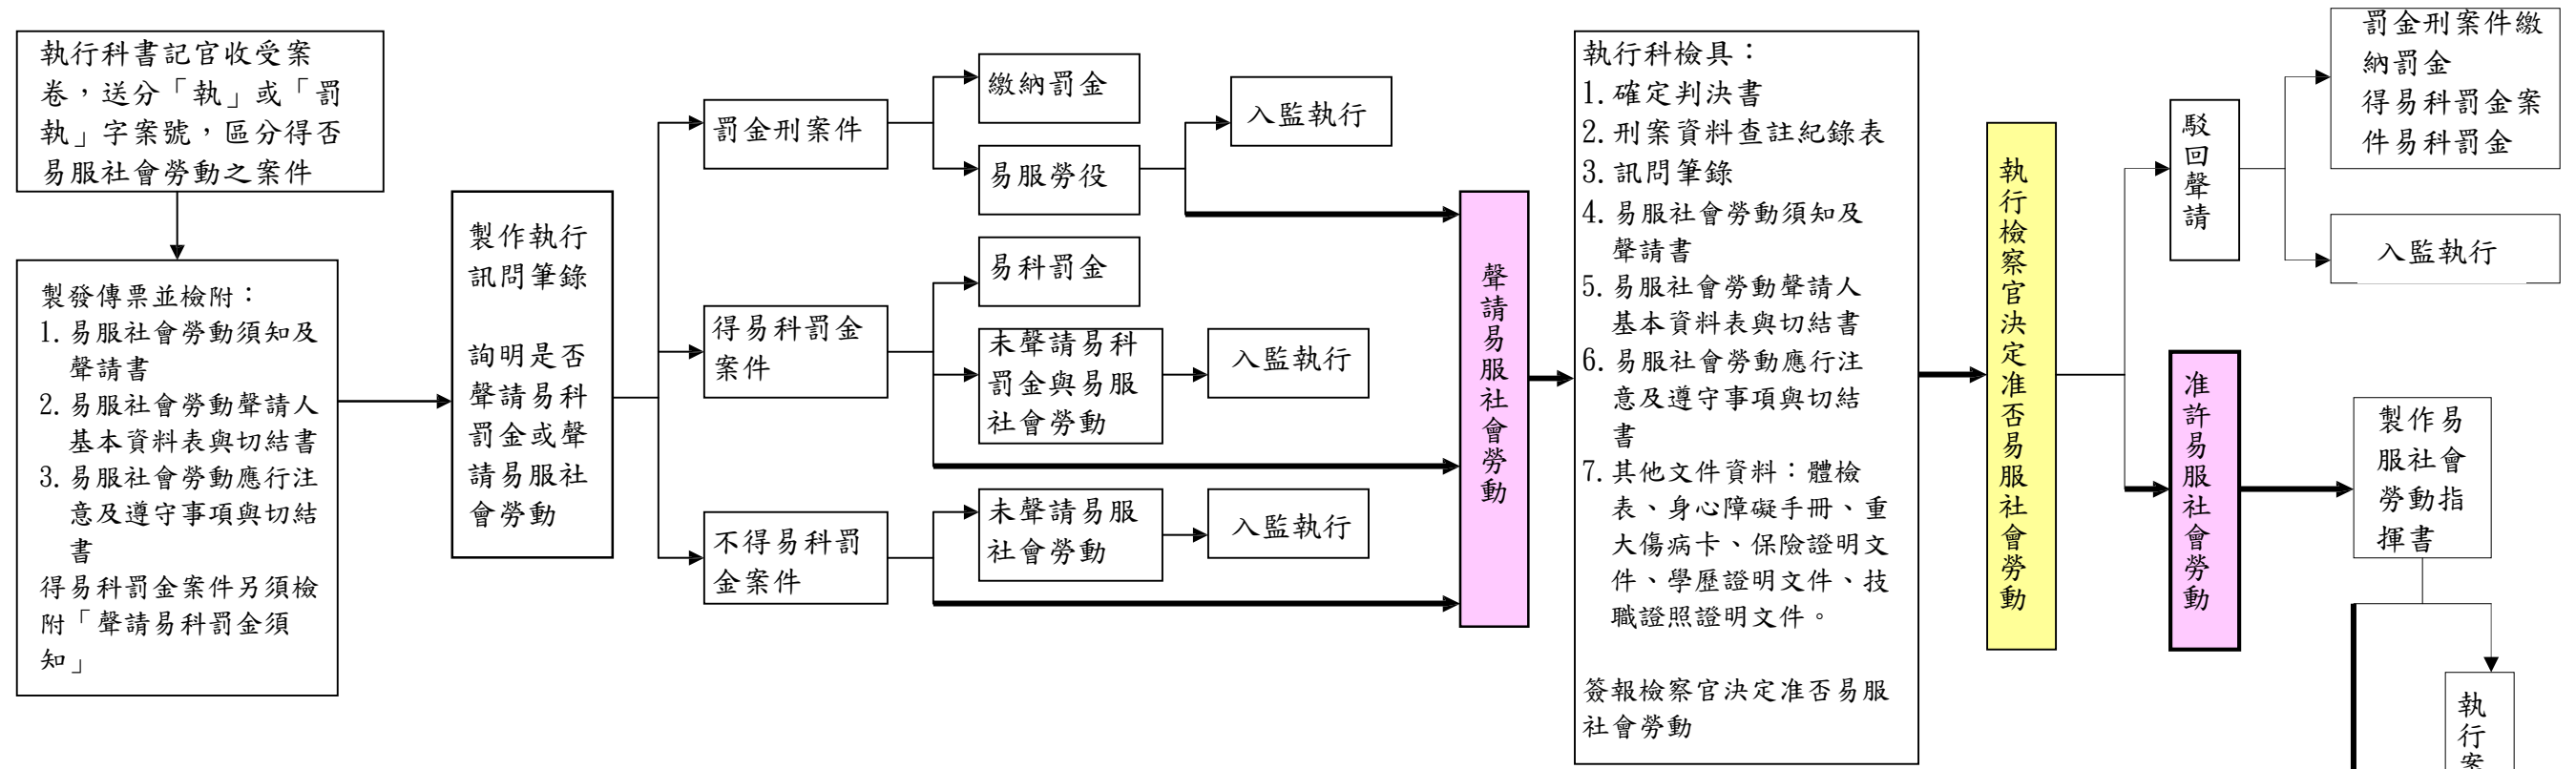 執行科書記官收受案
卷，送分「執」或「罰
執」字案號，區分得否
易服社會勞動之案件
製發傳票並檢附：
1.易服社會勞動須知及
聲請書
2.易服社會勞動聲請人
基本資料表與切結書
3.易服社會勞動應行注
意及遵守事項與切結
書
得易科罰金案件另須檢
附「聲請易科罰金須
知」
製作執行
訊問筆錄
詢明是否
聲請易科
罰金或聲
請易服社
會勞動
罰金刑案件
繳納罰金
易服勞役
入監執行
得易科罰金
案件
易科罰金
未聲請易科
罰金與易服
社會勞動
入監執行
不得易科罰
金案件
未聲請易服
社會勞動
入監執行
聲請易服社會勞動
執行科檢具：
1.確定判決書
2.刑案資料查註紀錄表
3.訊問筆錄
4.易服社會勞動須知及
聲請書
5.易服社會勞動聲請人
基本資料表與切結書
6.易服社會勞動應行注
意及遵守事項與切結
書
7.其他文件資料：體檢
表、身心障礙手冊、重
大傷病卡、保險證明文
件、學歷證明文件、技
職證照證明文件。
簽報檢察官決定准否易服
社會勞動
執行檢察官決定准否易服社會勞動
駁回聲請
罰金刑案件繳
納罰金
得易科罰金案
件易科罰金
入監執行
准許易服社會勞動
製作易
服社會
勞動指
揮書
執行案